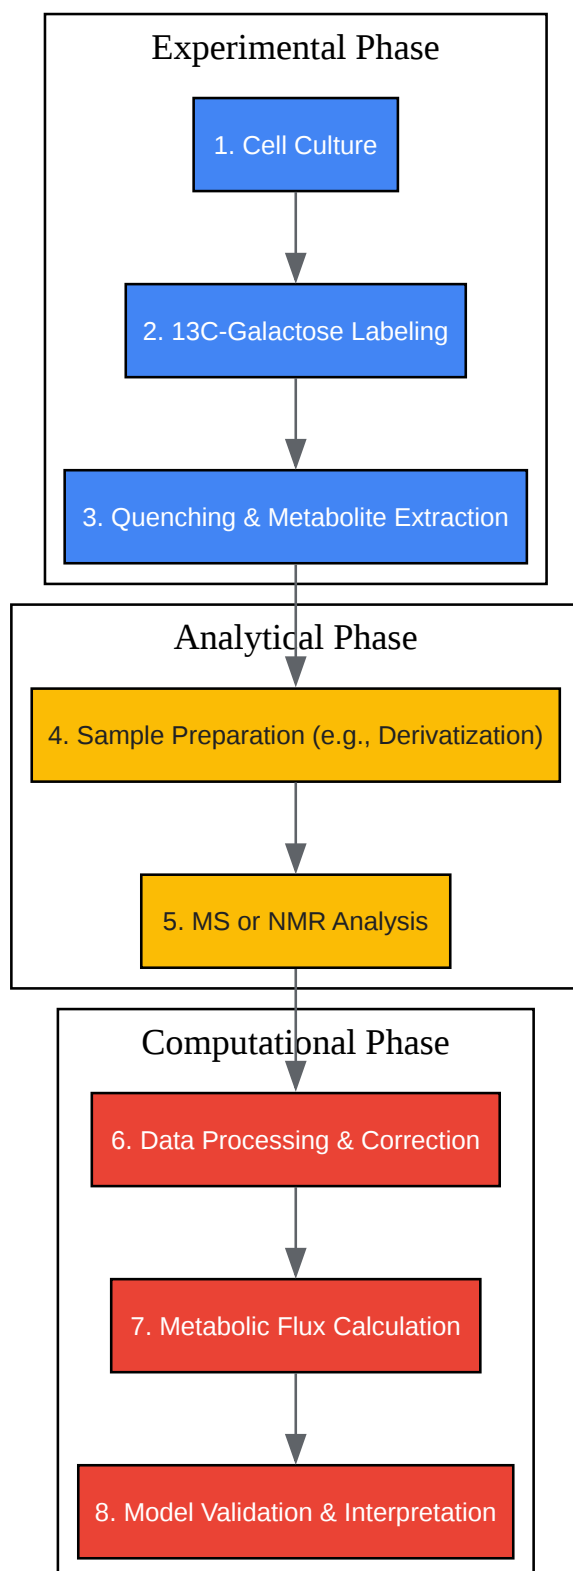 Experimental Phase
1. Cell Culture
2. 13C-Galactose Labeling
3. Quenching & Metabolite Extraction
Analytical Phase
4. Sample Preparation (e.g., Derivatization)
5. MS or NMR Analysis
Computational Phase
6. Data Processing & Correction
7. Metabolic Flux Calculation
8. Model Validation & Interpretation